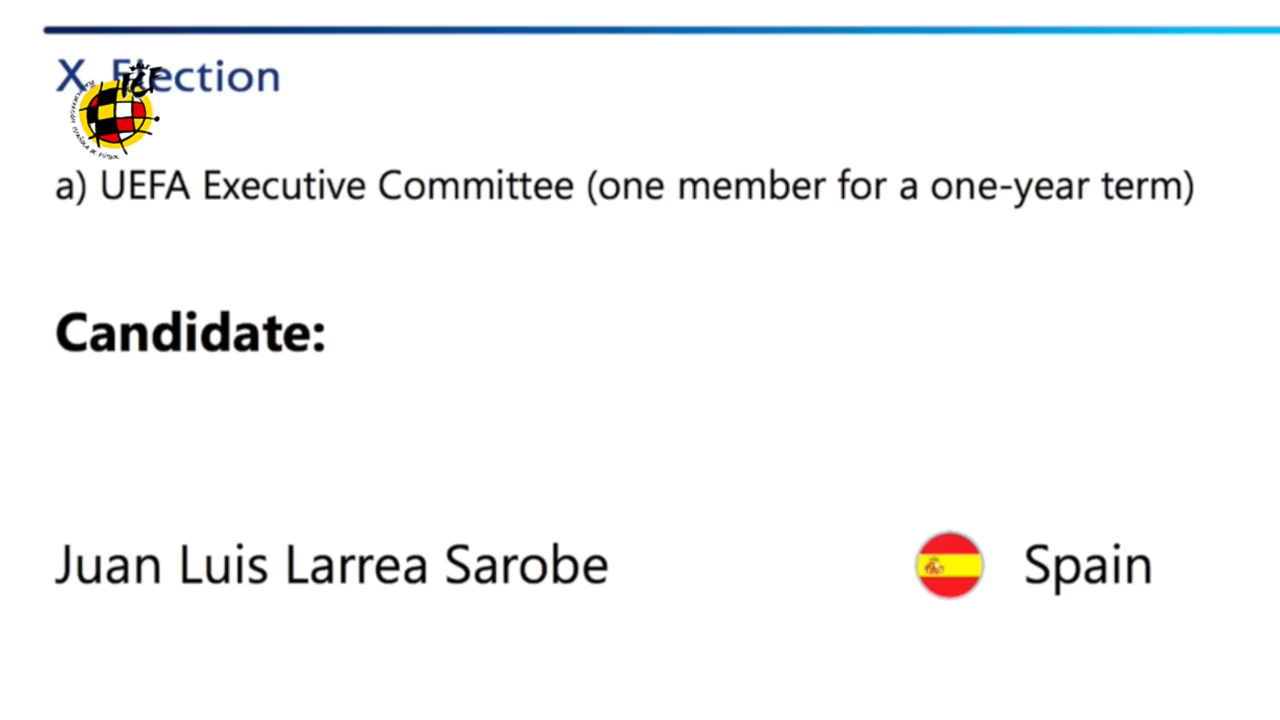 X. Election
a) UEFA Executive Committee (one member for a one-year term)
Candidate:
Juan Luis Larrea Sarobe
Spain